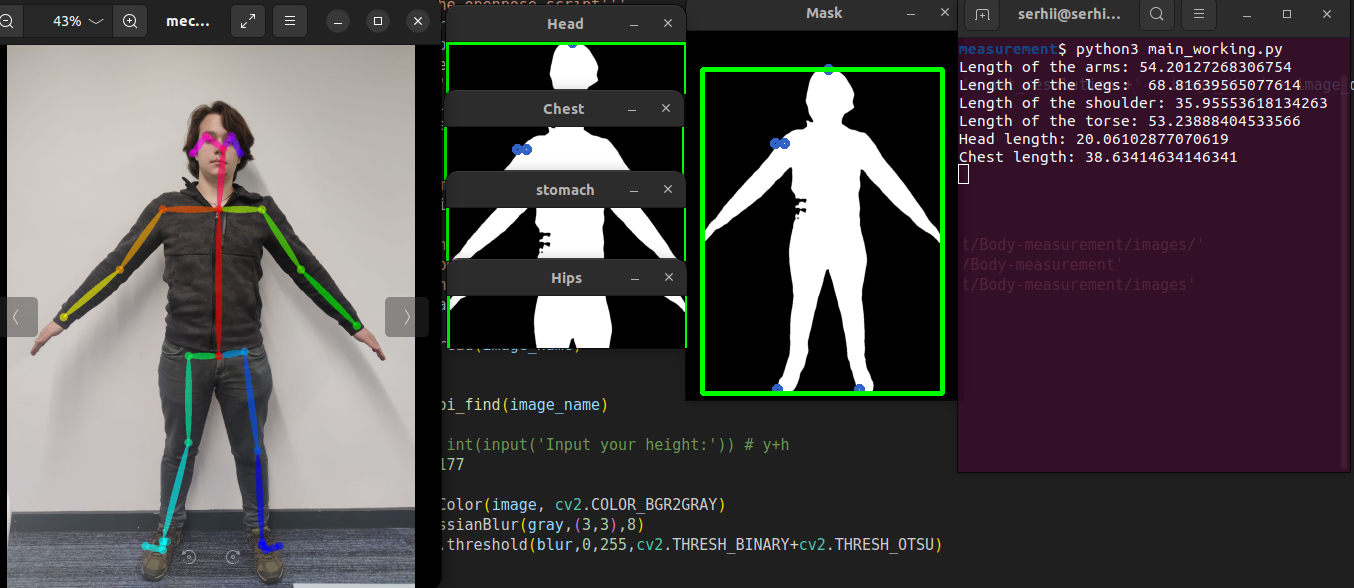 43%
mec...
Head
Chest
stomach
Hips
Mask
serhii@serhi...
measurement$ python3 main_working.py
Length of the arms: 54.20127268306754
Length of the legs: 68.81639565077614
Length of the shoulder: 35.95553618134263
Length of the torse: 53.23888404533566
Head length: 20.06102877070619
Chest length: 38.63414634146341
t/Body-measurement/images/'
/Body-measurement'
t/Body-measurement/images'
the openpose script'''
(image_name)
oi_find(image_name)
int(input('Input your height:')) # y+h
177
Color(image, cv2.COLOR_BGR2GRAY)
ssianBlur(gray,(3,3),8)
.threshold(blur,0,255,cv2.THRESH_BINARY+cv2.THRESH_OTSU)